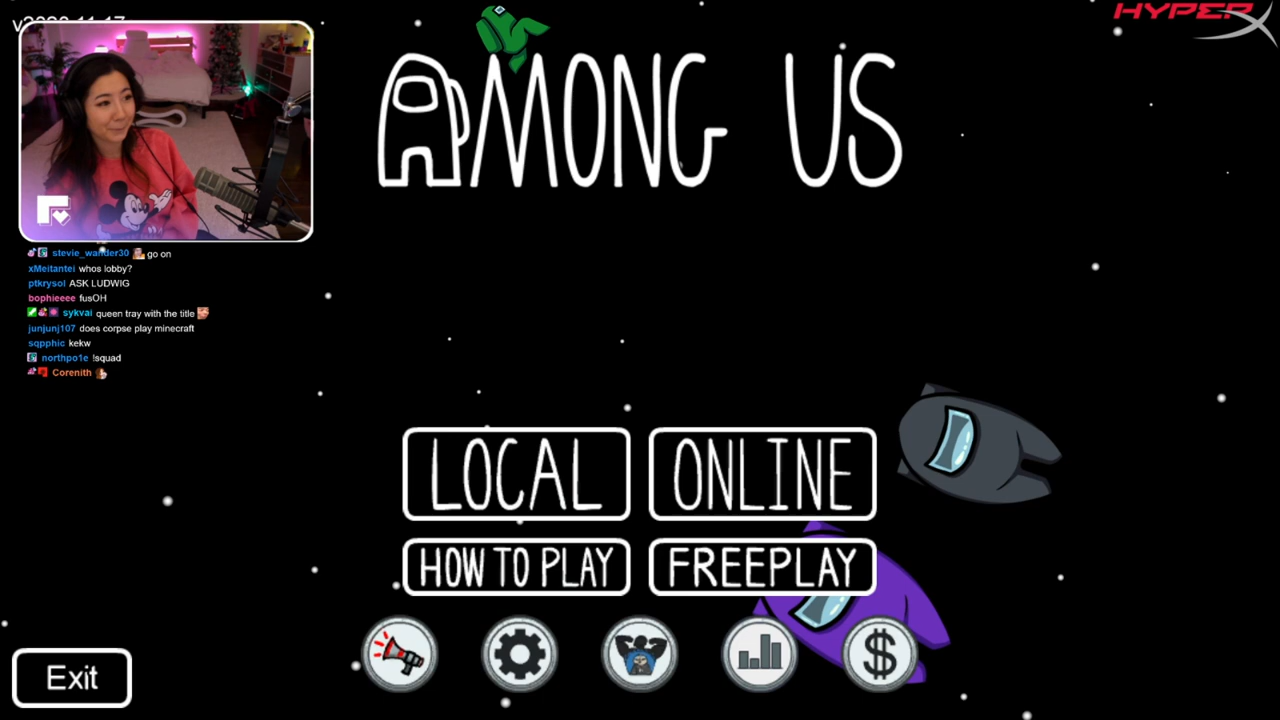 HYPERX
AMONG US
stevie_wander30 go on
xMeitantei whos lobby?
ptkrysol ASK LUDWIG
bophieeee fusOH
sykvai queen tray with the title
junjunj107 does corpse play minecraft
sqpphic kekw
northpo1e !squad
Corenith
LOCAL ONLINE
HOW TO PLAY FREEPLAY
$
Exit